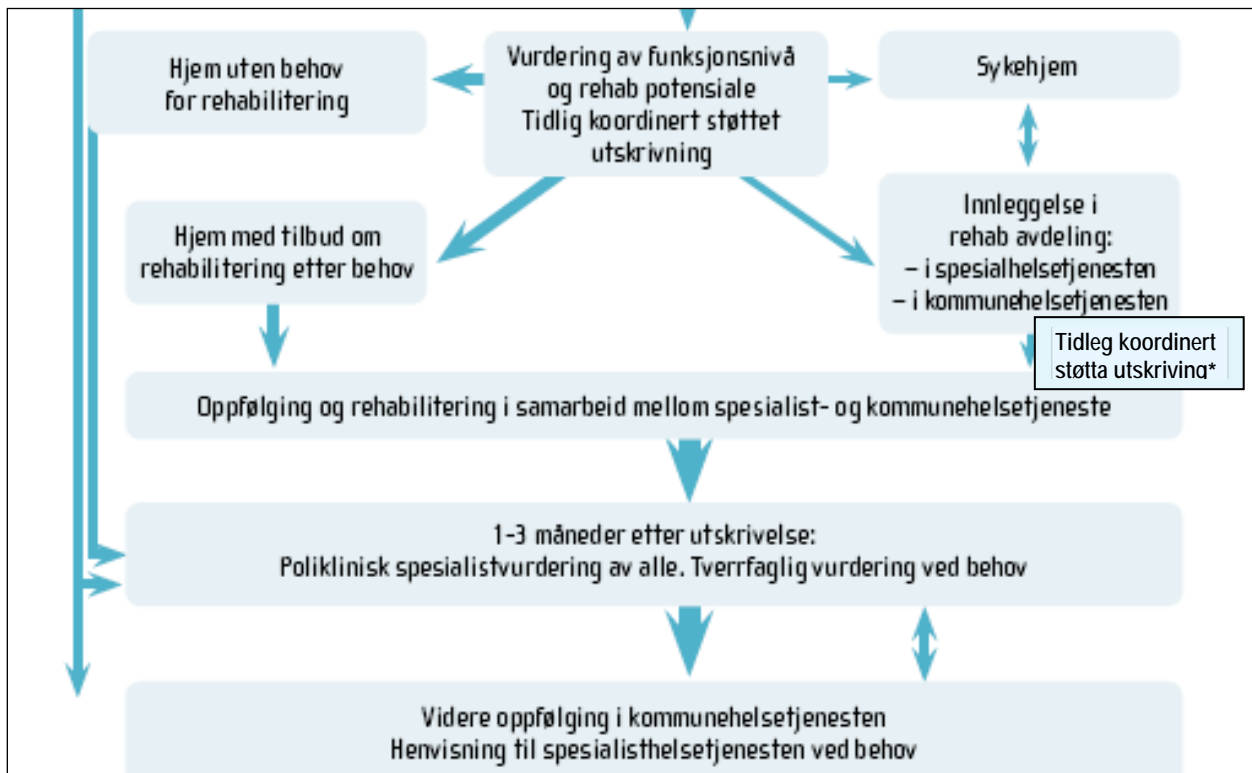 Hjem uten behov
for rehabilitering
Vurdering av funksjonsnivå
og rehab potensiale
Tidlig koordinert støttet
utskrivning
Sykehjem
Hjem med tilbud om
rehabilitering etter behov
Innleggelse i
rehab avdeling:
– i spesialhelsetjenesten
– i kommunehelsetjenesten
Tidleg koordinert
støtta utskriving*
Oppfølging og rehabilitering i samarbeid mellom spesialist- og kommunehelsetjeneste
1-3 måneder etter utskrivelse:
Poliklinisk spesialistvurdering av alle. Tverrfaglig vurdering ved behov
Videre oppfølging i kommunehelsetjenesten
Henvisning til spesialisthelsetjenesten ved behov